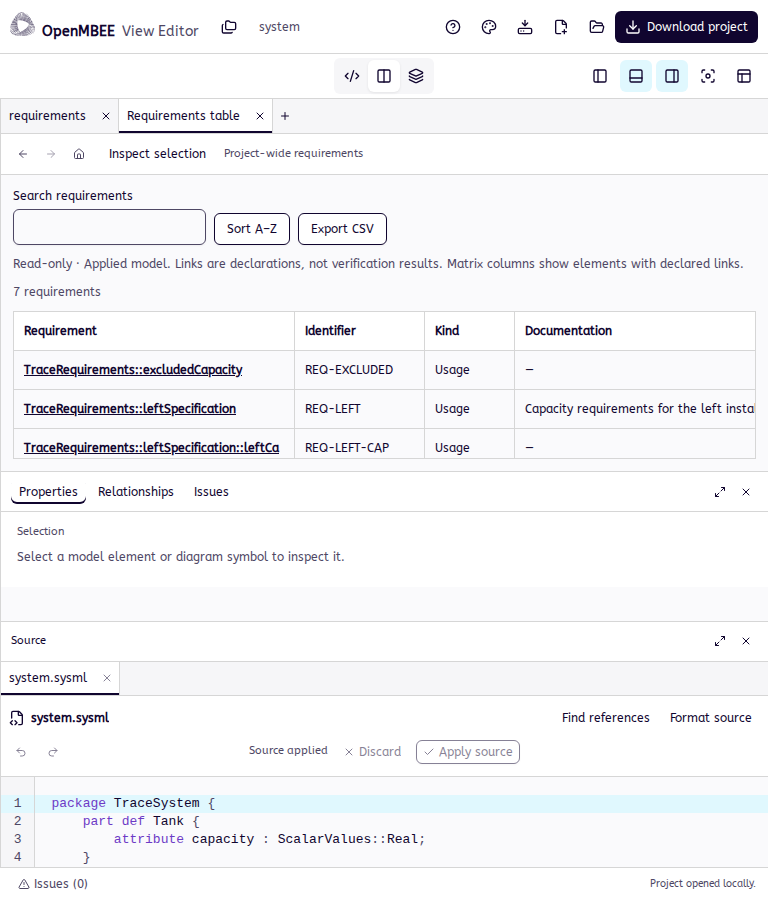 OpenMBEE View Editor system Download project
requirements Requirements table
Inspect selection Project-wide requirements
Search requirements
Sort A–Z Export CSV
Read-only · Applied model. Links are declarations, not verification results. Matrix columns show elements with declared links.
7 requirements
Requirement Identifier Kind Documentation
TraceRequirements::excludedCapacity REQ-EXCLUDED Usage —
TraceRequirements::leftSpecification REQ-LEFT Usage Capacity requirements for the left instal
TraceRequirements::leftSpecification::leftCa REQ-LEFT-CAP Usage —
Properties Relationships Issues
Selection
Select a model element or diagram symbol to inspect it.
Source
system.sysml
system.sysml Find references Format source
Source applied Discard Apply source
1 package TraceSystem {
2 part def Tank {
3 attribute capacity : ScalarValues::Real;
4 }
Issues (0) Project opened locally.